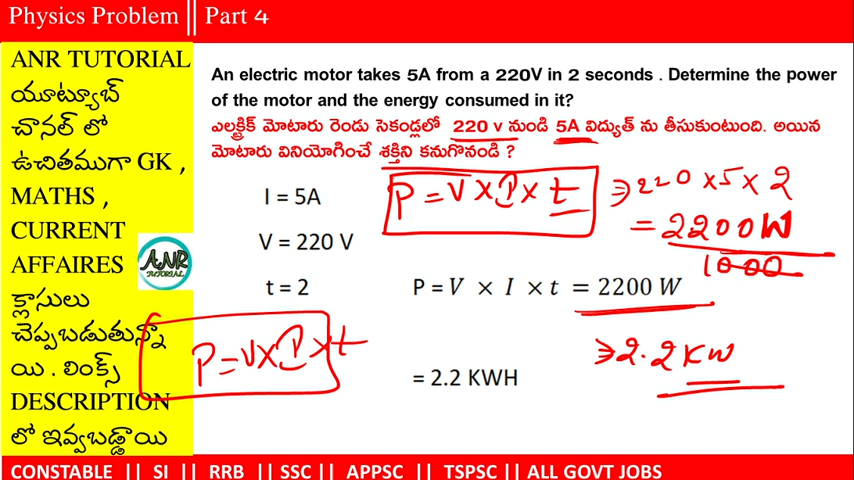 Physics Problem || Part 4
ANR TUTORIAL
యూట్యూబ్
చానల్ లో
ఉచితముగా GK ,
MATHS ,
CURRENT
AFFAIRES
క్లాసులు
చెప్పబడుతున్నా
యి . లింక్స్
DESCRIPTION
లో ఇవ్వబడ్డాయి
ANR
TUTORIAL
An electric motor takes 5A from a 220V in 2 seconds . Determine the power
of the motor and the energy consumed in it?
ఎలక్ట్రిక్ మోటారు రెండు సెకండ్లలో 220 v నుండి 5A విద్యుత్ ను తీసుకుంటుంది. అయిన
మోటారు వినియోగించే శక్తిని కనుగొనండి ?
I = 5A
V = 220 V
t = 2
P = V × I × t
⇒ 220 × 5 × 2
= 2200W
1000
P = V × I × t = 2200 W
P = V × I × t
⇒ 2.2 KW
= 2.2 KWH
CONSTABLE || SI || RRB || SSC || APPSC || TSPSC || ALL GOVT JOBS